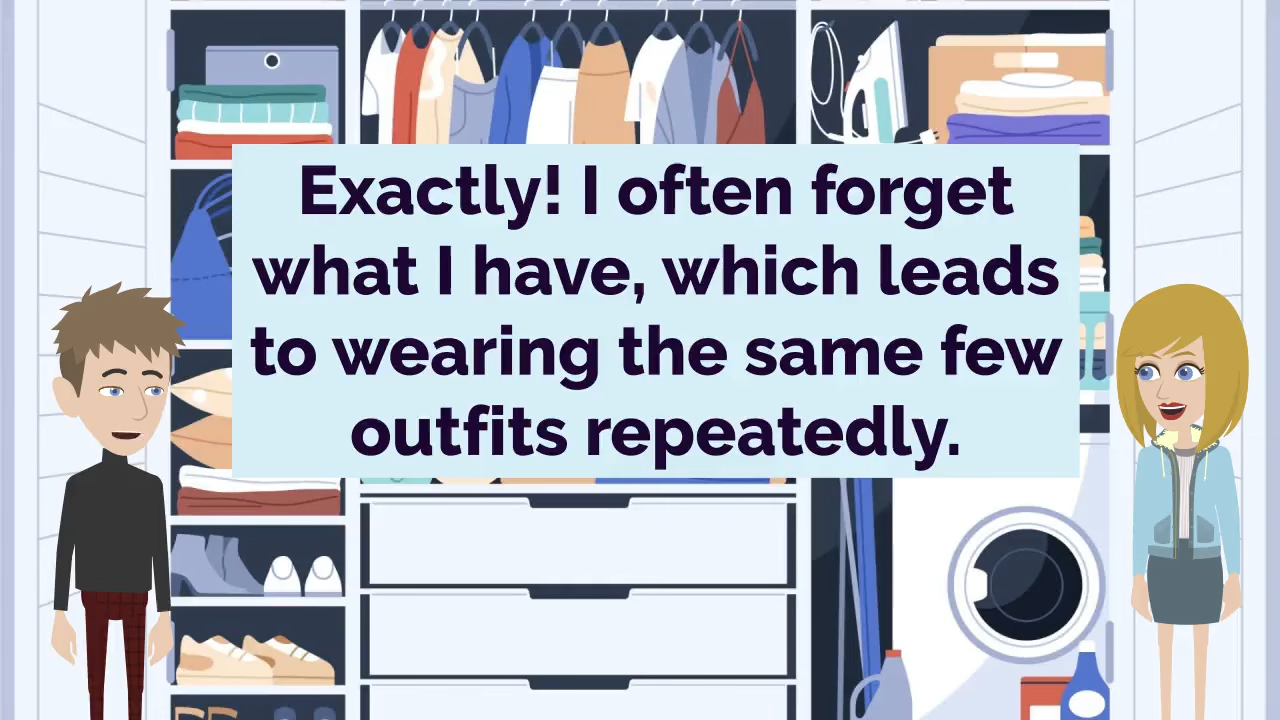 Exactly! I often forget
what I have, which leads
to wearing the same few
outfits repeatedly.